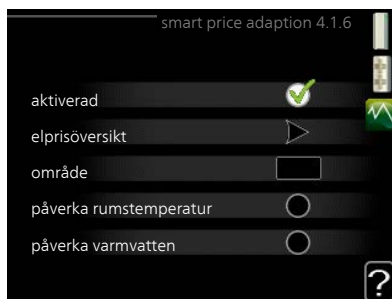 smart price adaption 4.1.6
aktiverad
elprisöversikt
område
påverka rumstemperatur
påverka varmvatten
?